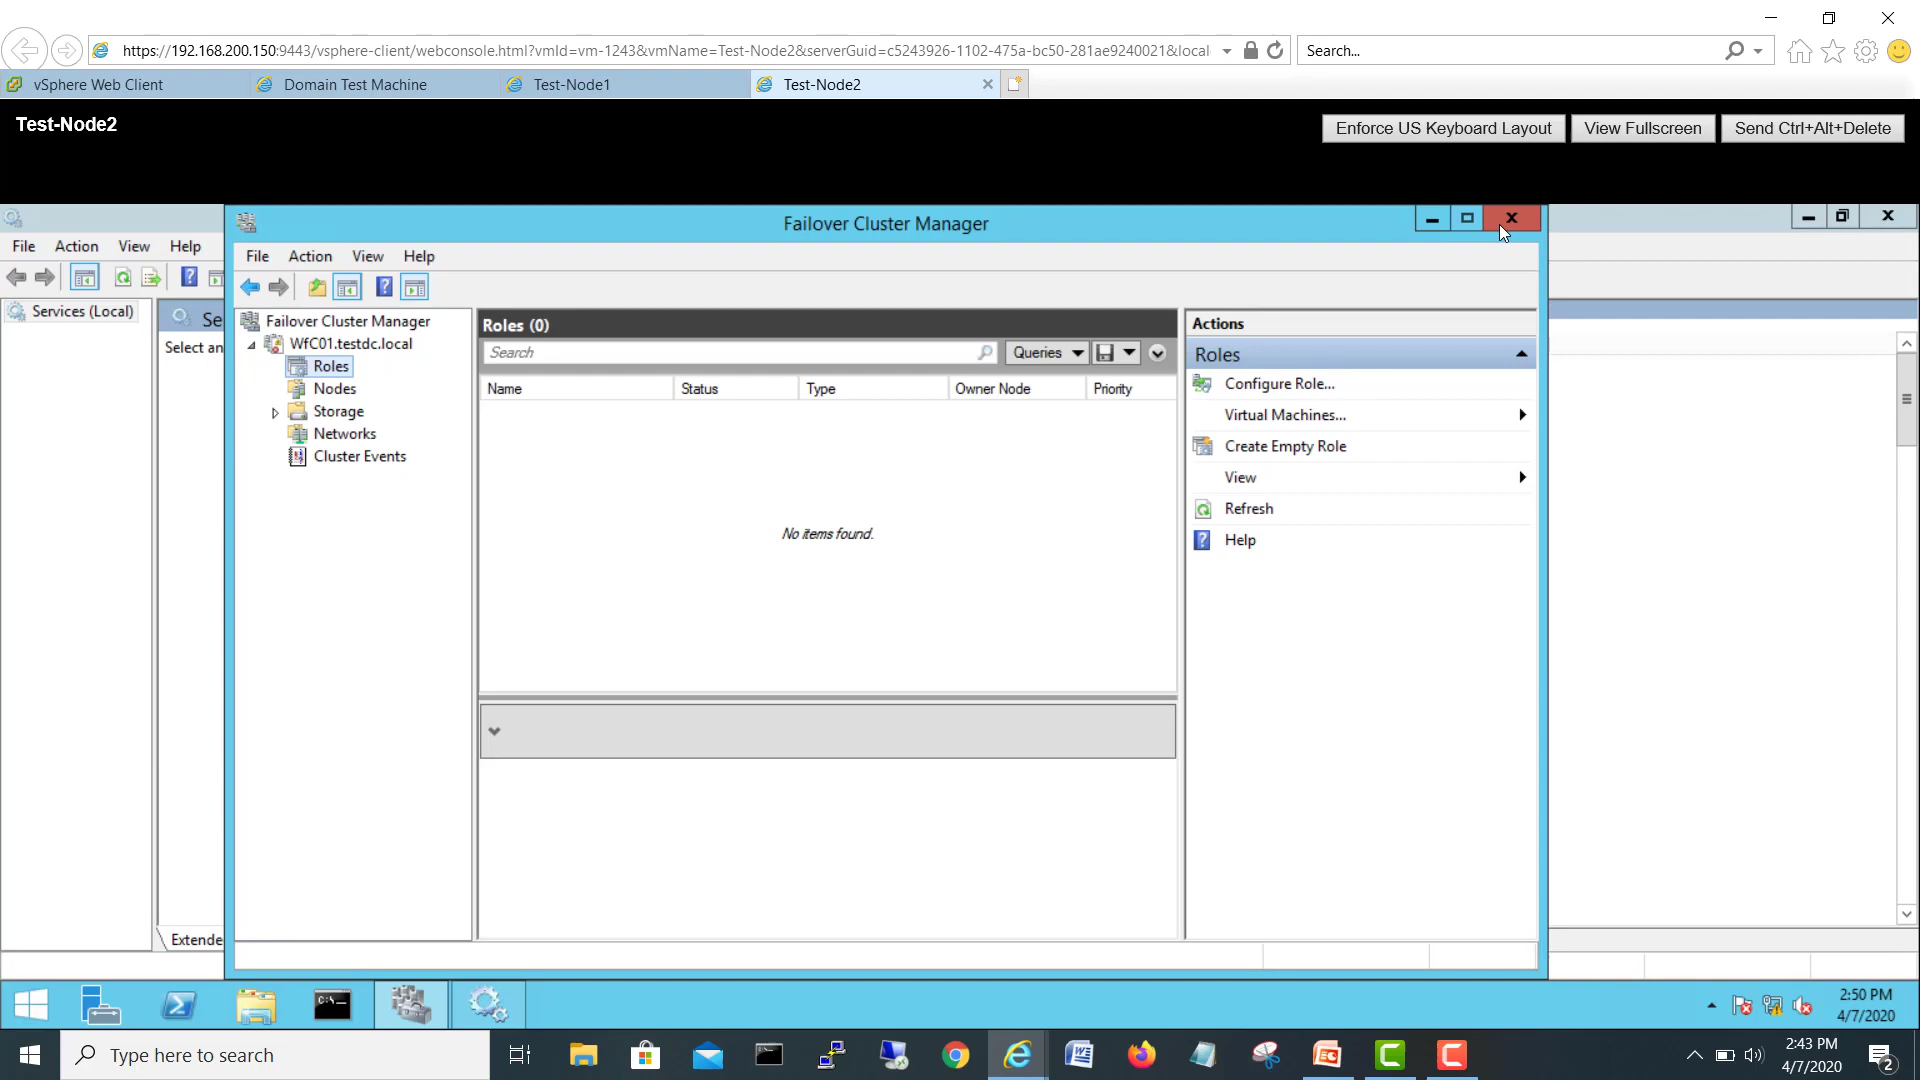 https://192.168.200.150:9443/vsphere-client/webconsole.html?vmId=vm-1243&vmName=Test-Node2&serverGuid=c5243926-1102-475a-bc50-281ae9240021&local
Search...
vSphere Web Client
Domain Test Machine
Test-Node1
Test-Node2
Test-Node2
Enforce US Keyboard Layout
View Fullscreen
Send Ctrl+Alt+Delete
Failover Cluster Manager
File Action View Help
File Action View Help
Services (Local)
Se
Select an
Extende
Failover Cluster Manager
WfC01.testdc.local
Roles
Nodes
Storage
Networks
Cluster Events
Roles (0)
Search
Queries
Name Status Type Owner Node Priority
No items found.
Actions
Roles
Configure Role...
Virtual Machines...
Create Empty Role
View
Refresh
Help
2:50 PM
4/7/2020
Type here to search
2:43 PM
4/7/2020
2